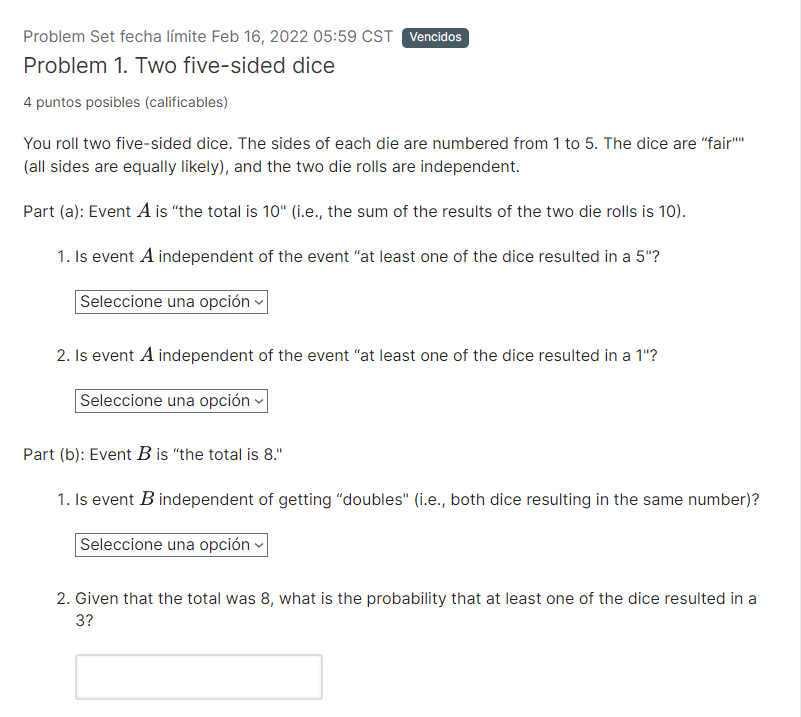 Problem Set fecha límite Feb 16, 2022 05:59 CST Vencidos
Problem 1. Two five-sided dice
4 puntos posibles (calificables)
You roll two five-sided dice. The sides of each die are numbered from 1 to 5. The dice are “fair""
(all sides are equally likely), and the two die rolls are independent.
Part (a): Event A is “the total is 10" (i.e., the sum of the results of the two die rolls is 10).
1. Is event A independent of the event “at least one of the dice resulted in a 5"?
Seleccione una opción
2. Is event A independent of the event “at least one of the dice resulted in a 1"?
Seleccione una opción
Part (b): Event B is “the total is 8."
1. Is event B independent of getting “doubles" (i.e., both dice resulting in the same number)?
Seleccione una opción
2. Given that the total was 8, what is the probability that at least one of the dice resulted in a
3?